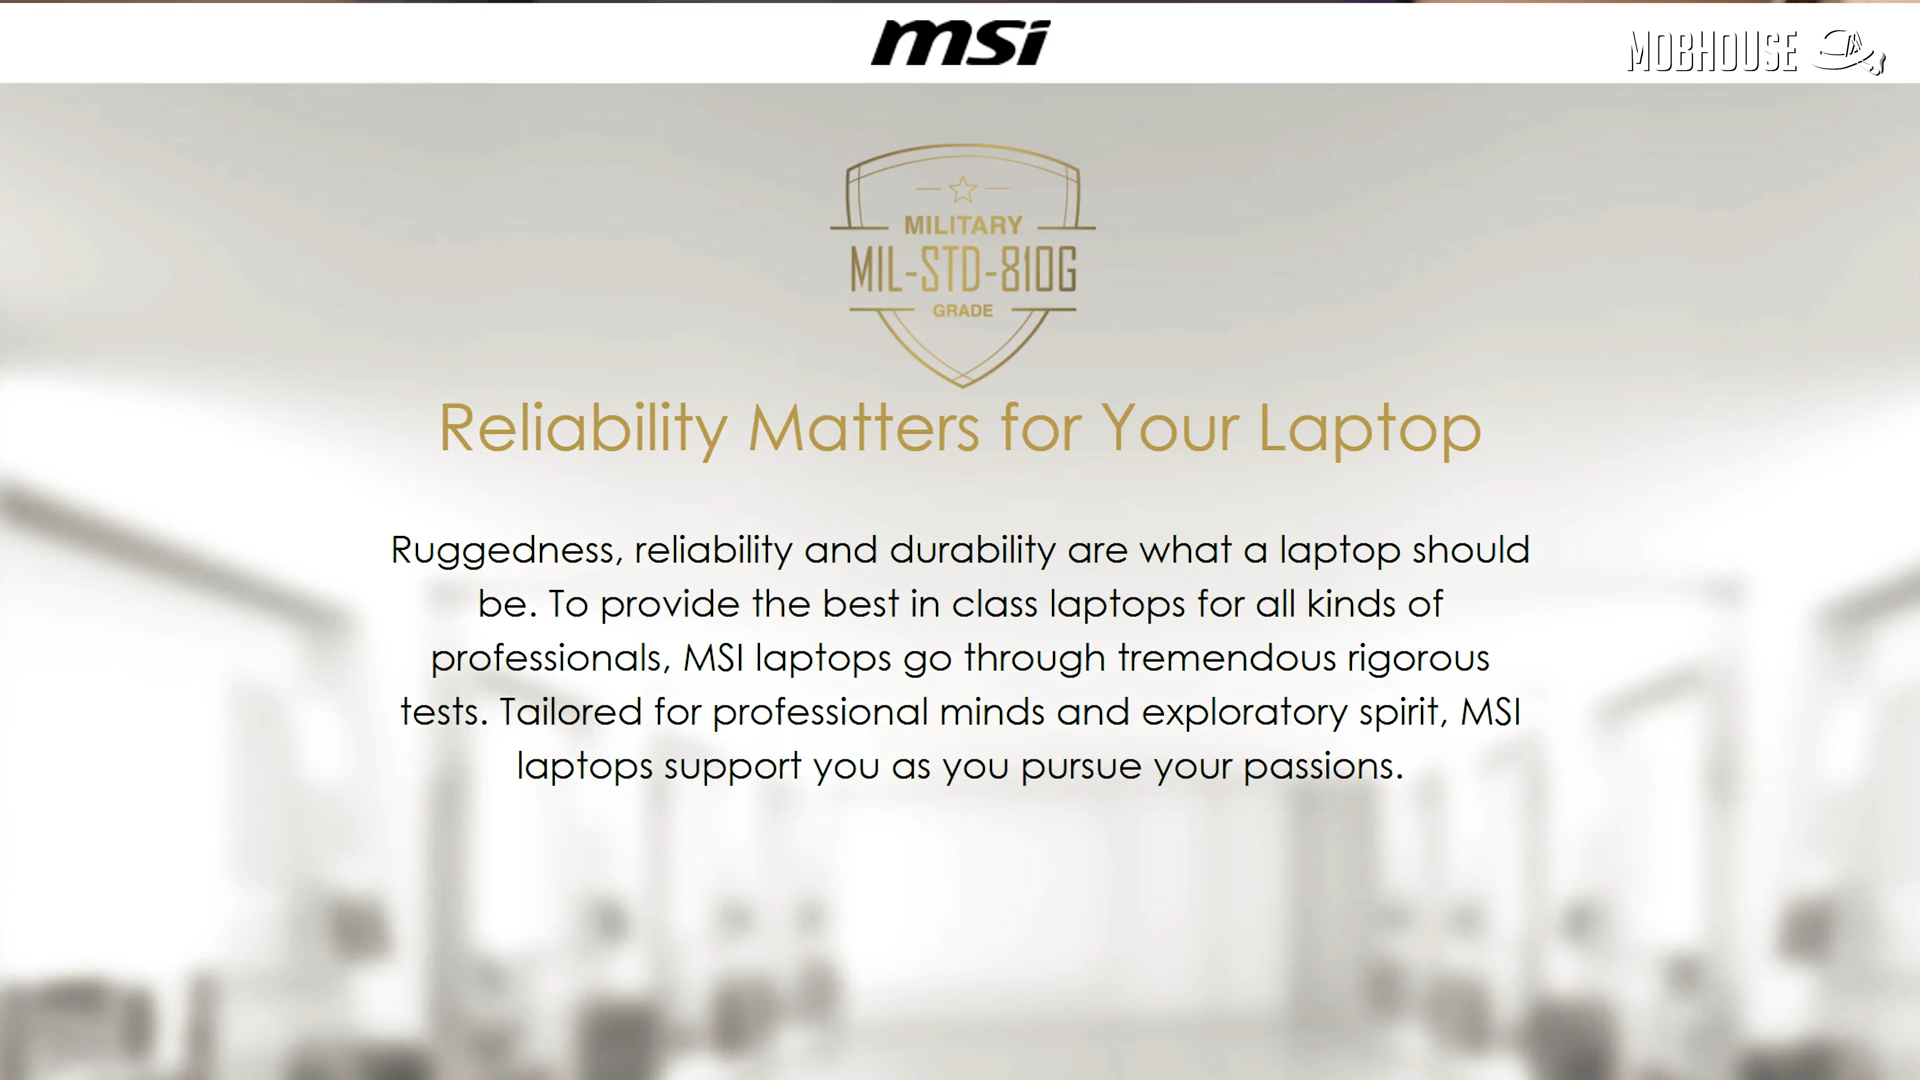 msi
MOBHOUSE
MILITARY
MIL-STD-810G
GRADE
Reliability Matters for Your Laptop
Ruggedness, reliability and durability are what a laptop should
be. To provide the best in class laptops for all kinds of
professionals, MSI laptops go through tremendous rigorous
tests. Tailored for professional minds and exploratory spirit, MSI
laptops support you as you pursue your passions.